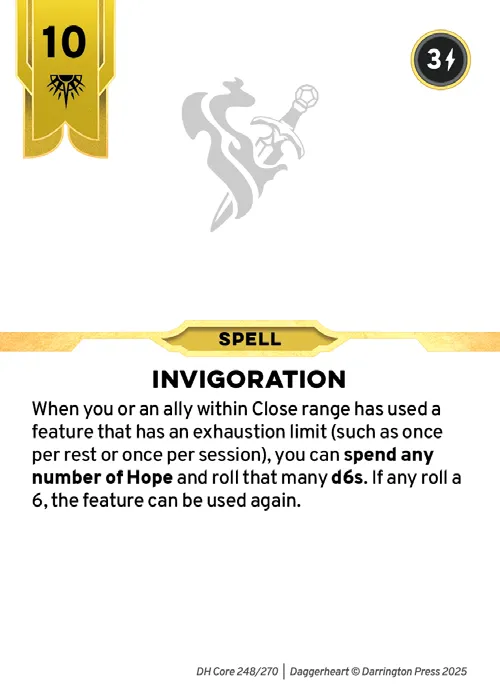 10
3
SPELL
INVIGORATION
When you or an ally within Close range has used a
feature that has an exhaustion limit (such as once
per rest or once per session), you can spend any
number of Hope and roll that many d6s. If any roll a
6, the feature can be used again.
DH Core 248/270 | Daggerheart © Darrington Press 2025